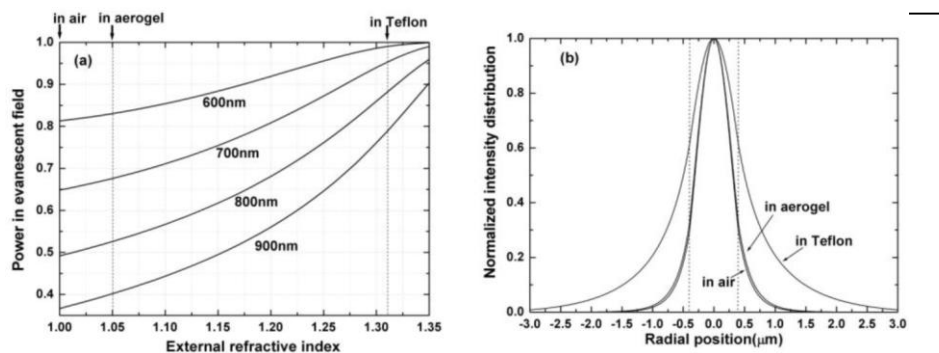 in air in aerogel in Teflon
(a)
600nm
700nm
800nm
900nm
Power in evanescent field
1.0
0.9
0.8
0.7
0.6
0.5
0.4
1.00 1.05 1.10 1.15 1.20 1.25 1.30 1.35
External refractive index
(b)
in aerogel
in Teflon
in air
Normalized intensity distribution
1.0
0.8
0.6
0.4
0.2
0.0
-3.0 -2.5 -2.0 -1.5 -1.0 -0.5 0.0 0.5 1.0 1.5 2.0 2.5 3.0
Radial position(μm)